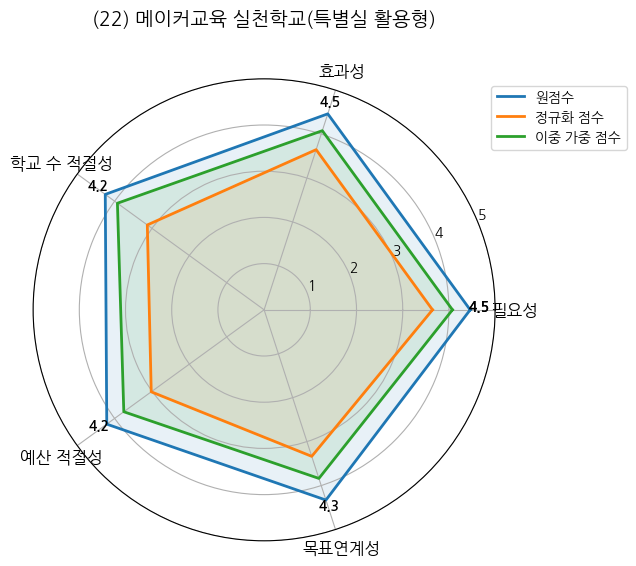 (22) 메이커교육 실천학교(특별실 활용형)
원점수
정규화 점수
이중 가중 점수
효과성
4.5
학교 수 적절성
4.2
5
4
3
2
1
4.5
필요성
4.2
예산 적절성
4.3
목표연계성